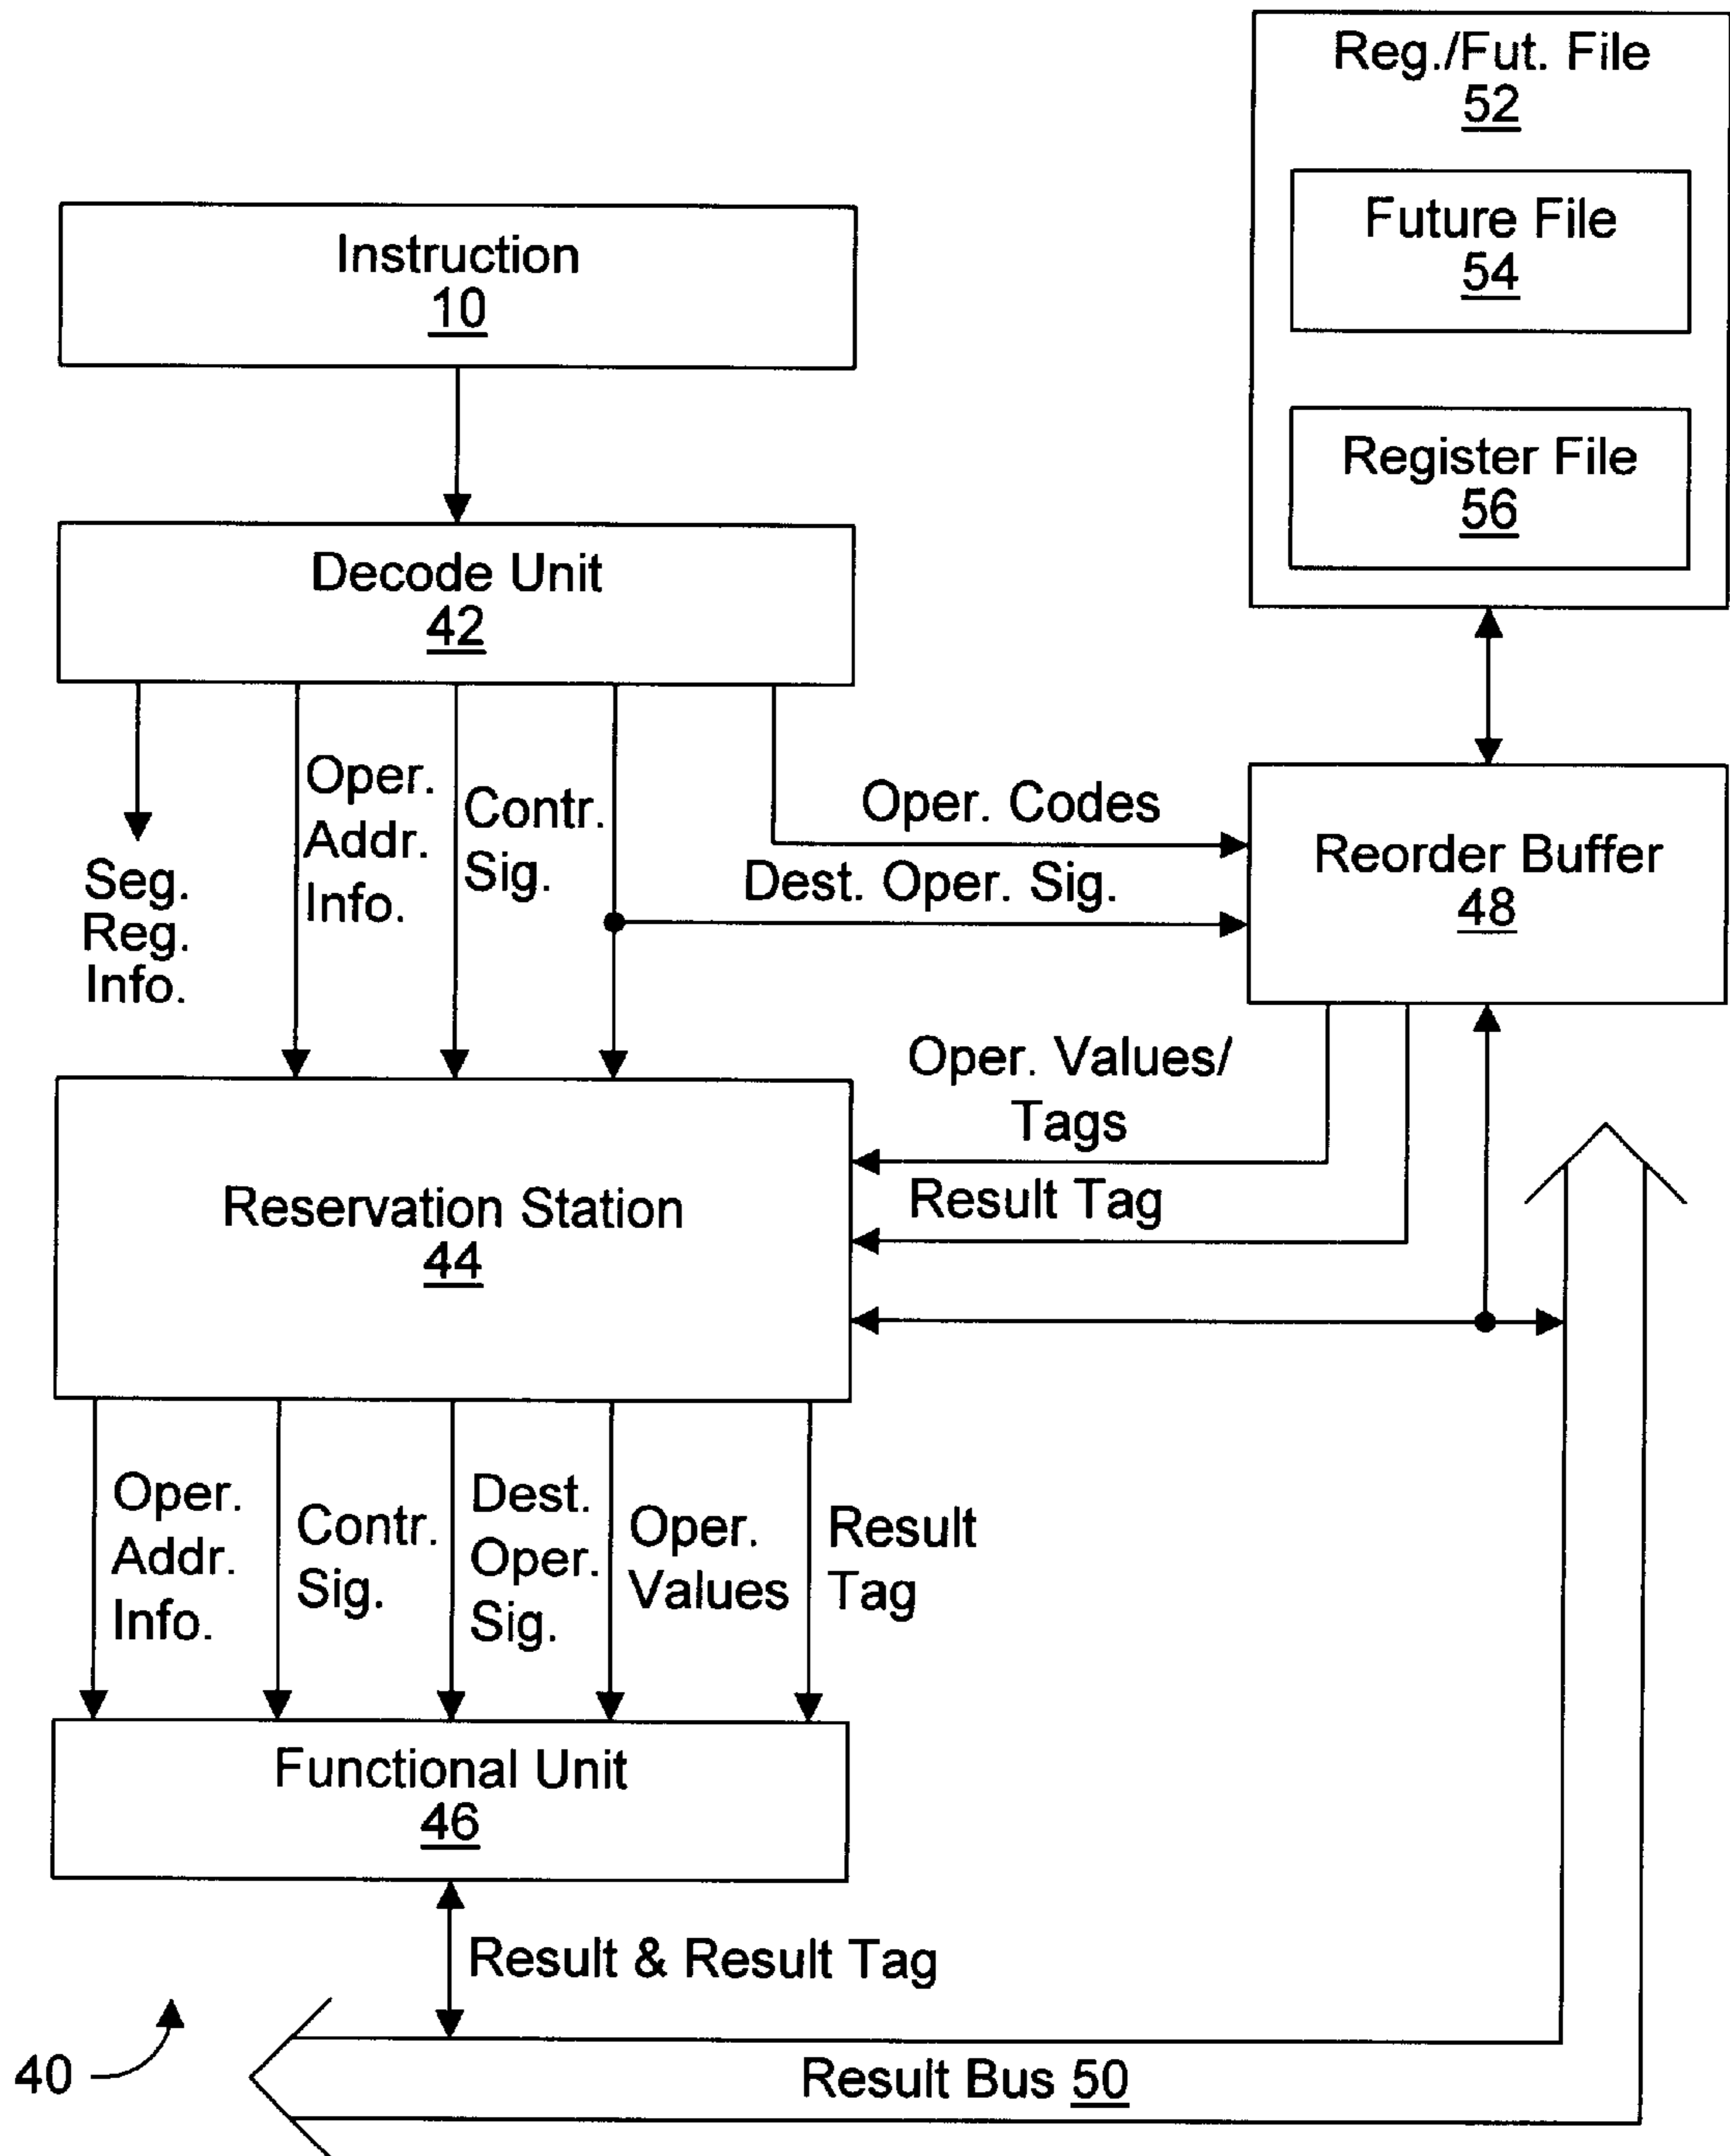 Reg./Fut. File
52
Future File
54
Register File
56
Instruction
10
Decode Unit
42
Seg.
Reg.
Info.
Oper.
Addr.
Info.
Contr.
Sig.
Oper. Codes
Dest. Oper. Sig.
Reorder Buffer
48
Oper. Values/
Tags
Result Tag
Reservation Station
44
Oper.
Addr.
Info.
Contr.
Sig.
Dest.
Oper.
Sig.
Oper.
Values
Result
Tag
Functional Unit
46
Result & Result Tag
40
Result Bus 50